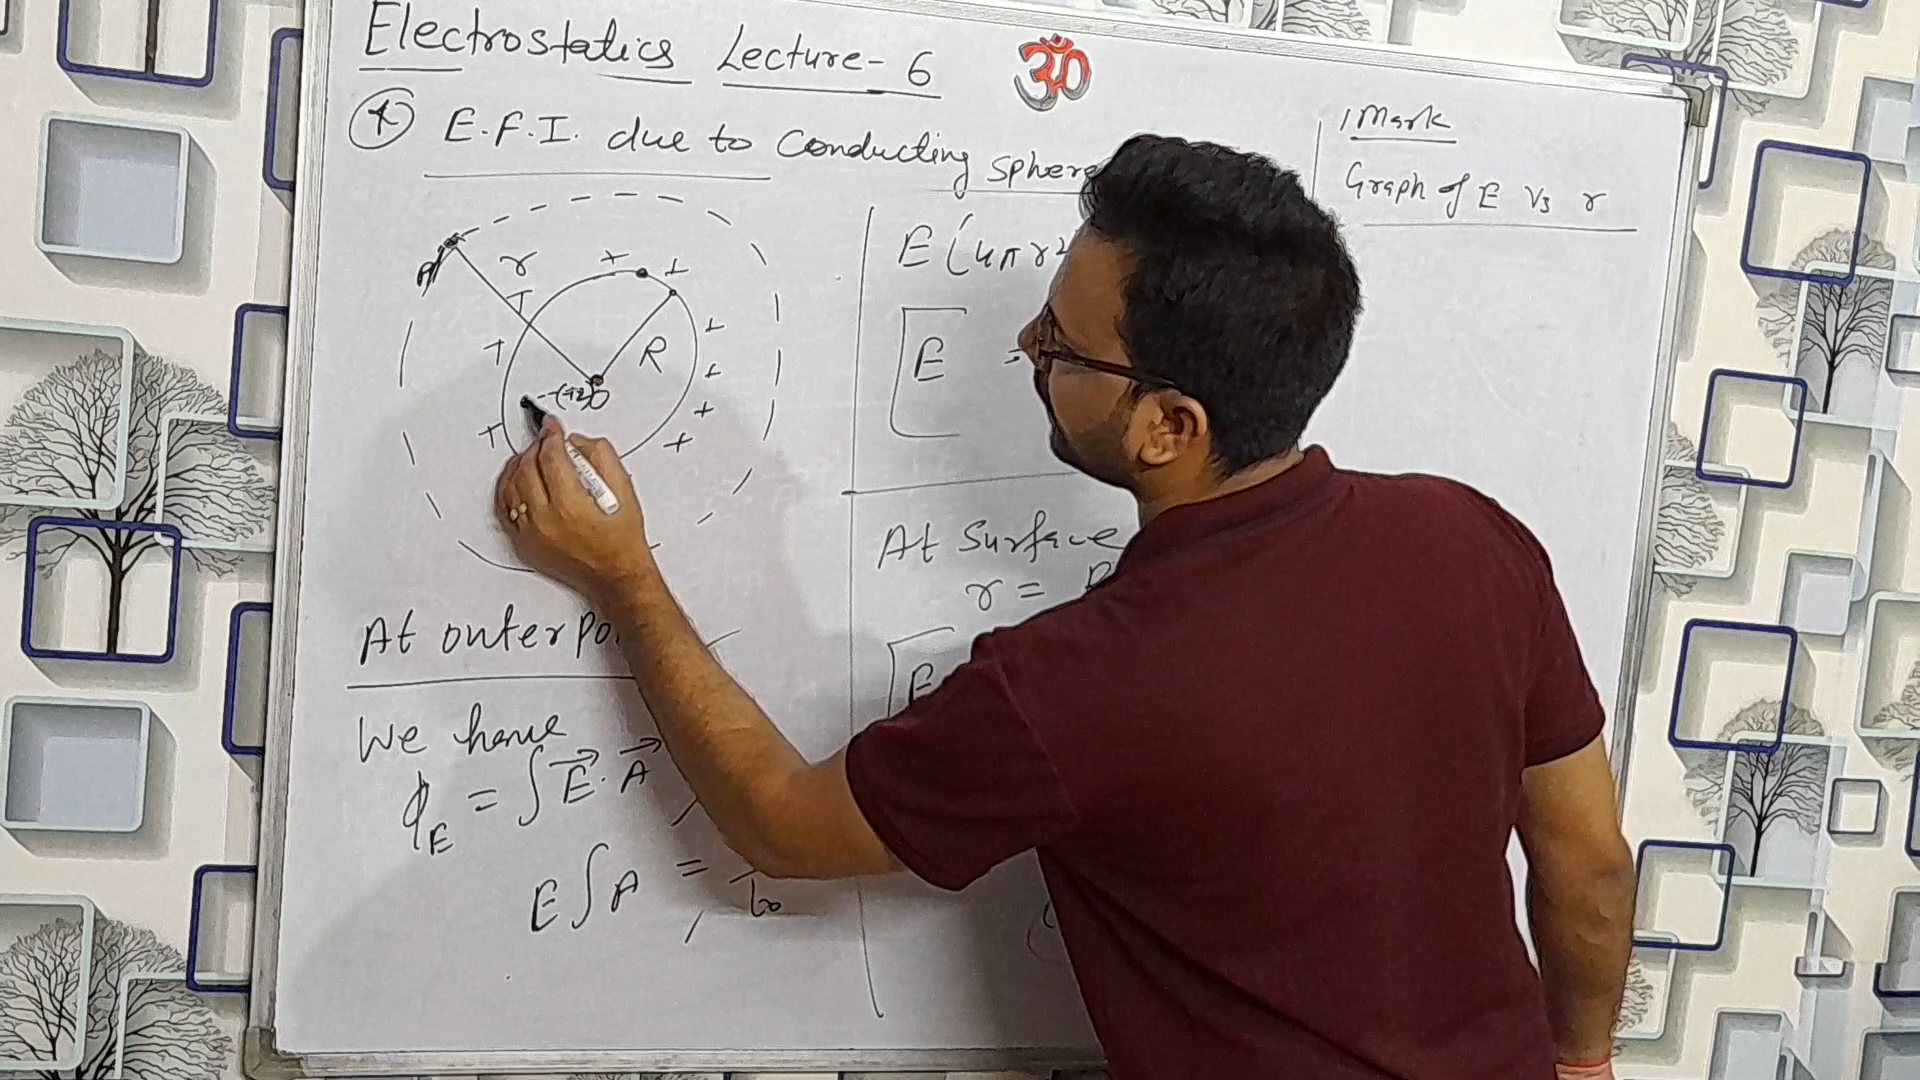 Electrostatics Lecture-6
ॐ
E.F.I. due to Conducting Sphere
r
+ +
+ +
R
+
+ +
+ +
O
At outer
We have
ϕE = ∫ E⃗ · A⃗
E ∫ A =
E (4πr2
E =
At Surface
r =
E
1 Mark
Graph of E Vs r